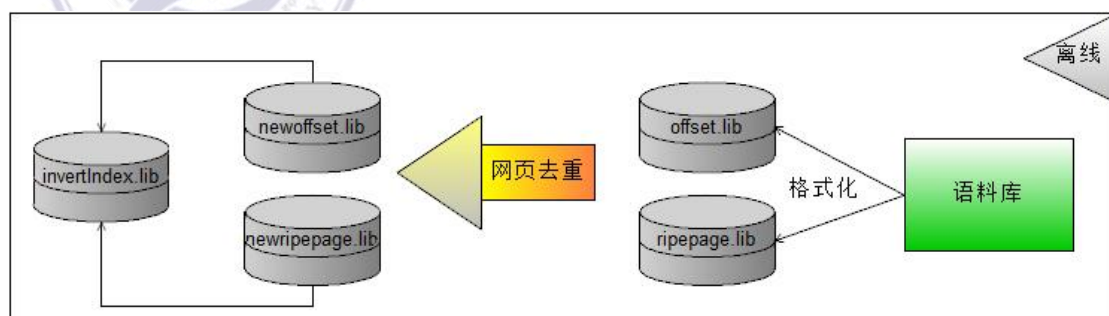 离线
newoffset.lib
offset.lib
invertIndex.lib
网页去重
格式化
语料库
newripepage.lib
ripepage.lib